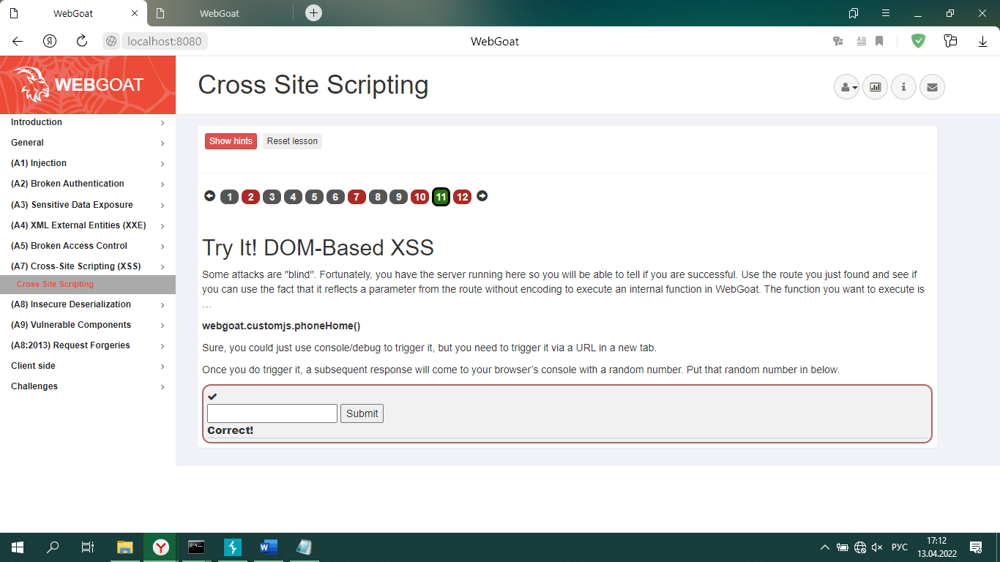 WebGoat
WebGoat
Я
localhost:8080
WebGoat
WEBGOAT
Cross Site Scripting
Introduction
General
(A1) Injection
(A2) Broken Authentication
(A3) Sensitive Data Exposure
(A4) XML External Entities (XXE)
(A5) Broken Access Control
(A7) Cross-Site Scripting (XSS)
Cross Site Scripting
(A8) Insecure Deserialization
(A9) Vulnerable Components
(A8:2013) Request Forgeries
Client side
Challenges
Show hints
Reset lesson
1 2 3 4 5 6 7 8 9 10 11 12
Try It! DOM-Based XSS
Some attacks are "blind". Fortunately, you have the server running here so you will be able to tell if you are successful. Use the route you just found and see if
you can use the fact that it reflects a parameter from the route without encoding to execute an internal function in WebGoat. The function you want to execute is
…
webgoat.customjs.phoneHome()
Sure, you could just use console/debug to trigger it, but you need to trigger it via a URL in a new tab.
Once you do trigger it, a subsequent response will come to your browser’s console with a random number. Put that random number in below.
Submit
Correct!
РУС
17:12
13.04.2022